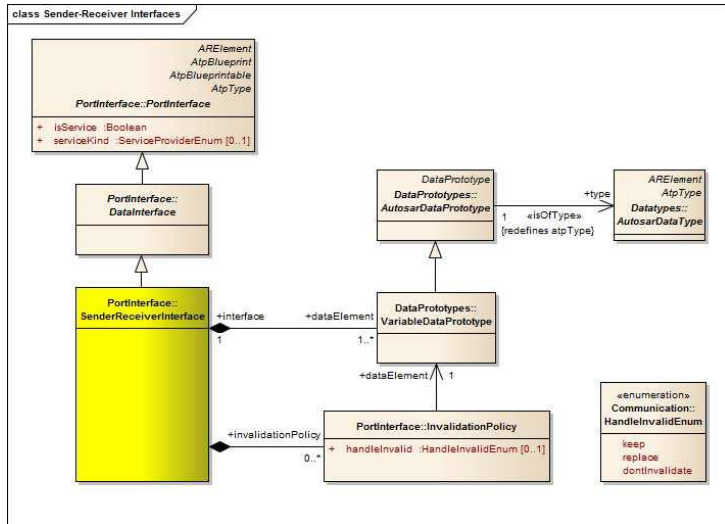 class Sender-Receiver Interfaces
ARElement
AtpBlueprint
AtpBlueprintable
AtpType
PortInterface::PortInterface
+ isService :Boolean
+ serviceKind :ServiceProviderEnum [0..1]
PortInterface::
DataInterface
DataPrototype
DataPrototypes::
AutosarDataPrototype
+type
1 «isOfType»
{redefines atpType}
ARElement
AtpType
Datatypes::
AutosarDataType
PortInterface::
SenderReceiverInterface
+interface
1
+dataElement
1..*
DataPrototypes::
VariableDataPrototype
+dataElement
1
+invalidationPolicy
0..*
PortInterface::InvalidationPolicy
+ handleInvalid :HandleInvalidEnum [0..1]
«enumeration»
Communication::
HandleInvalidEnum
keep
replace
dontInvalidate